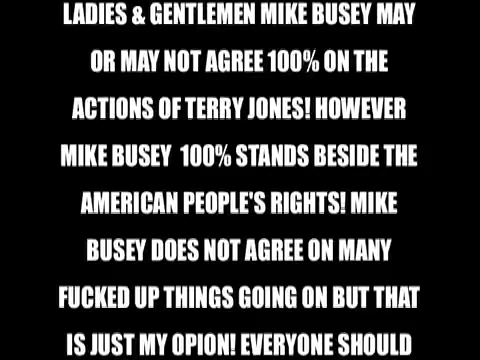 LADIES & GENTLEMEN MIKE BUSEY MAY
OR MAY NOT AGREE 100% ON THE
ACTIONS OF TERRY JONES! HOWEVER
MIKE BUSEY 100% STANDS BESIDE THE
AMERICAN PEOPLE'S RIGHTS! MIKE
BUSEY DOES NOT AGREE ON MANY
FUCKED UP THINGS GOING ON BUT THAT
IS JUST MY OPION! EVERYONE SHOULD